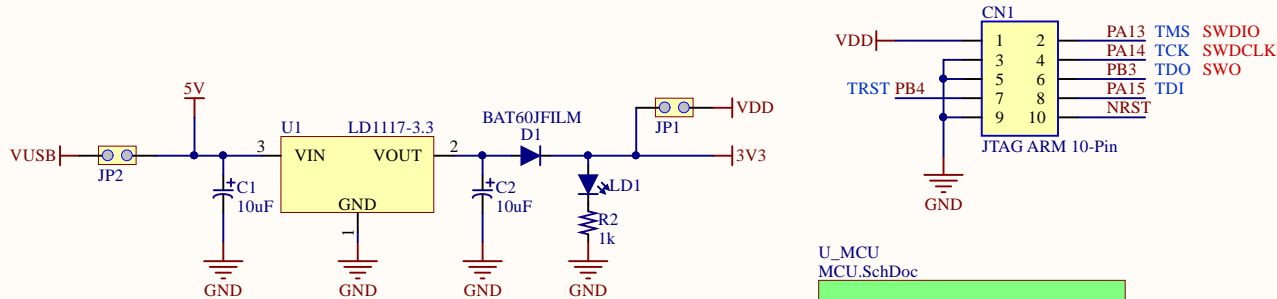 5V
VUSB
JP2
C1
10uF
GND
U1
LD1117-3.3
3
VIN
VOUT
2
GND
1
GND
C2
10uF
GND
BAT60JFILM
D1
LD1
R2
1k
GND
JP1
VDD
3V3
CN1
VDD
1
2
PA13 TMS SWDIO
3
4
PA14 TCK SWDCLK
5
6
PB3 TDO SWO
TRST PB4
7
8
PA15 TDI
9
10
NRST
JTAG ARM 10-Pin
GND
U_MCU
MCU.SchDoc